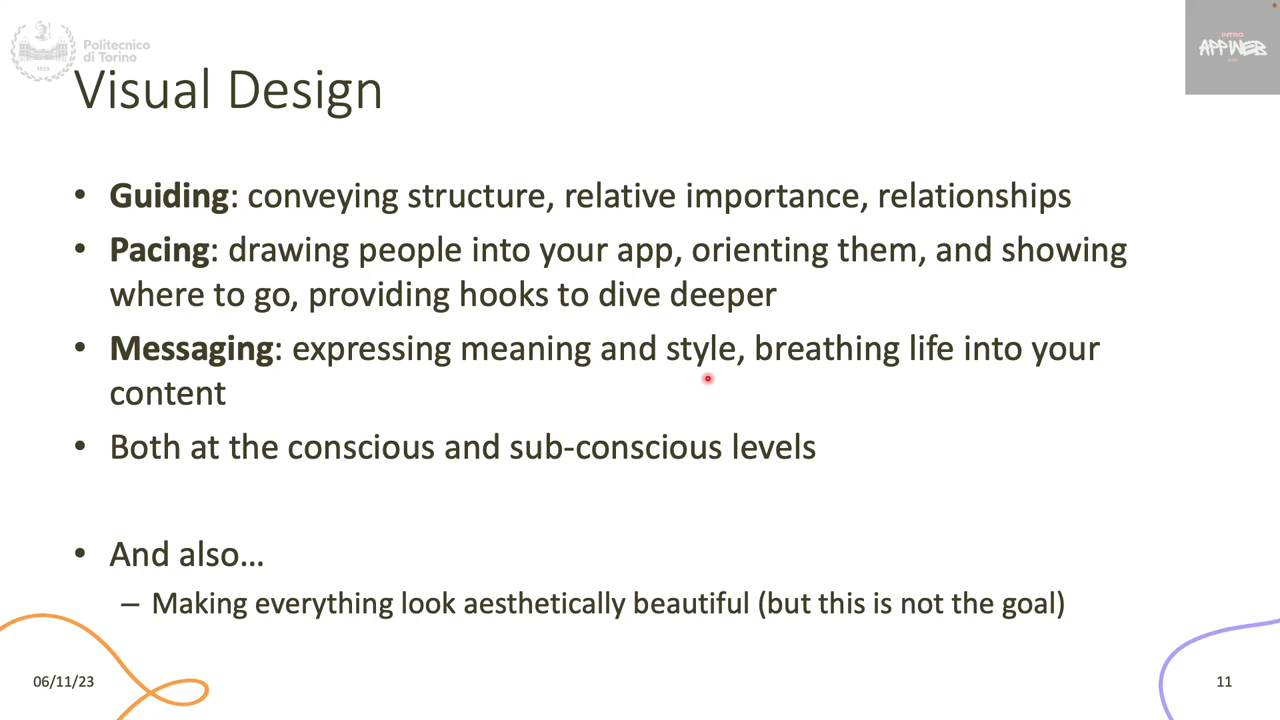 Politecnico
di Torino
1859
INTRO
APPWEB
Visual Design
• Guiding: conveying structure, relative importance, relationships
• Pacing: drawing people into your app, orienting them, and showing
where to go, providing hooks to dive deeper
• Messaging: expressing meaning and style, breathing life into your
content
• Both at the conscious and sub-conscious levels
• And also…
– Making everything look aesthetically beautiful (but this is not the goal)
06/11/23
11